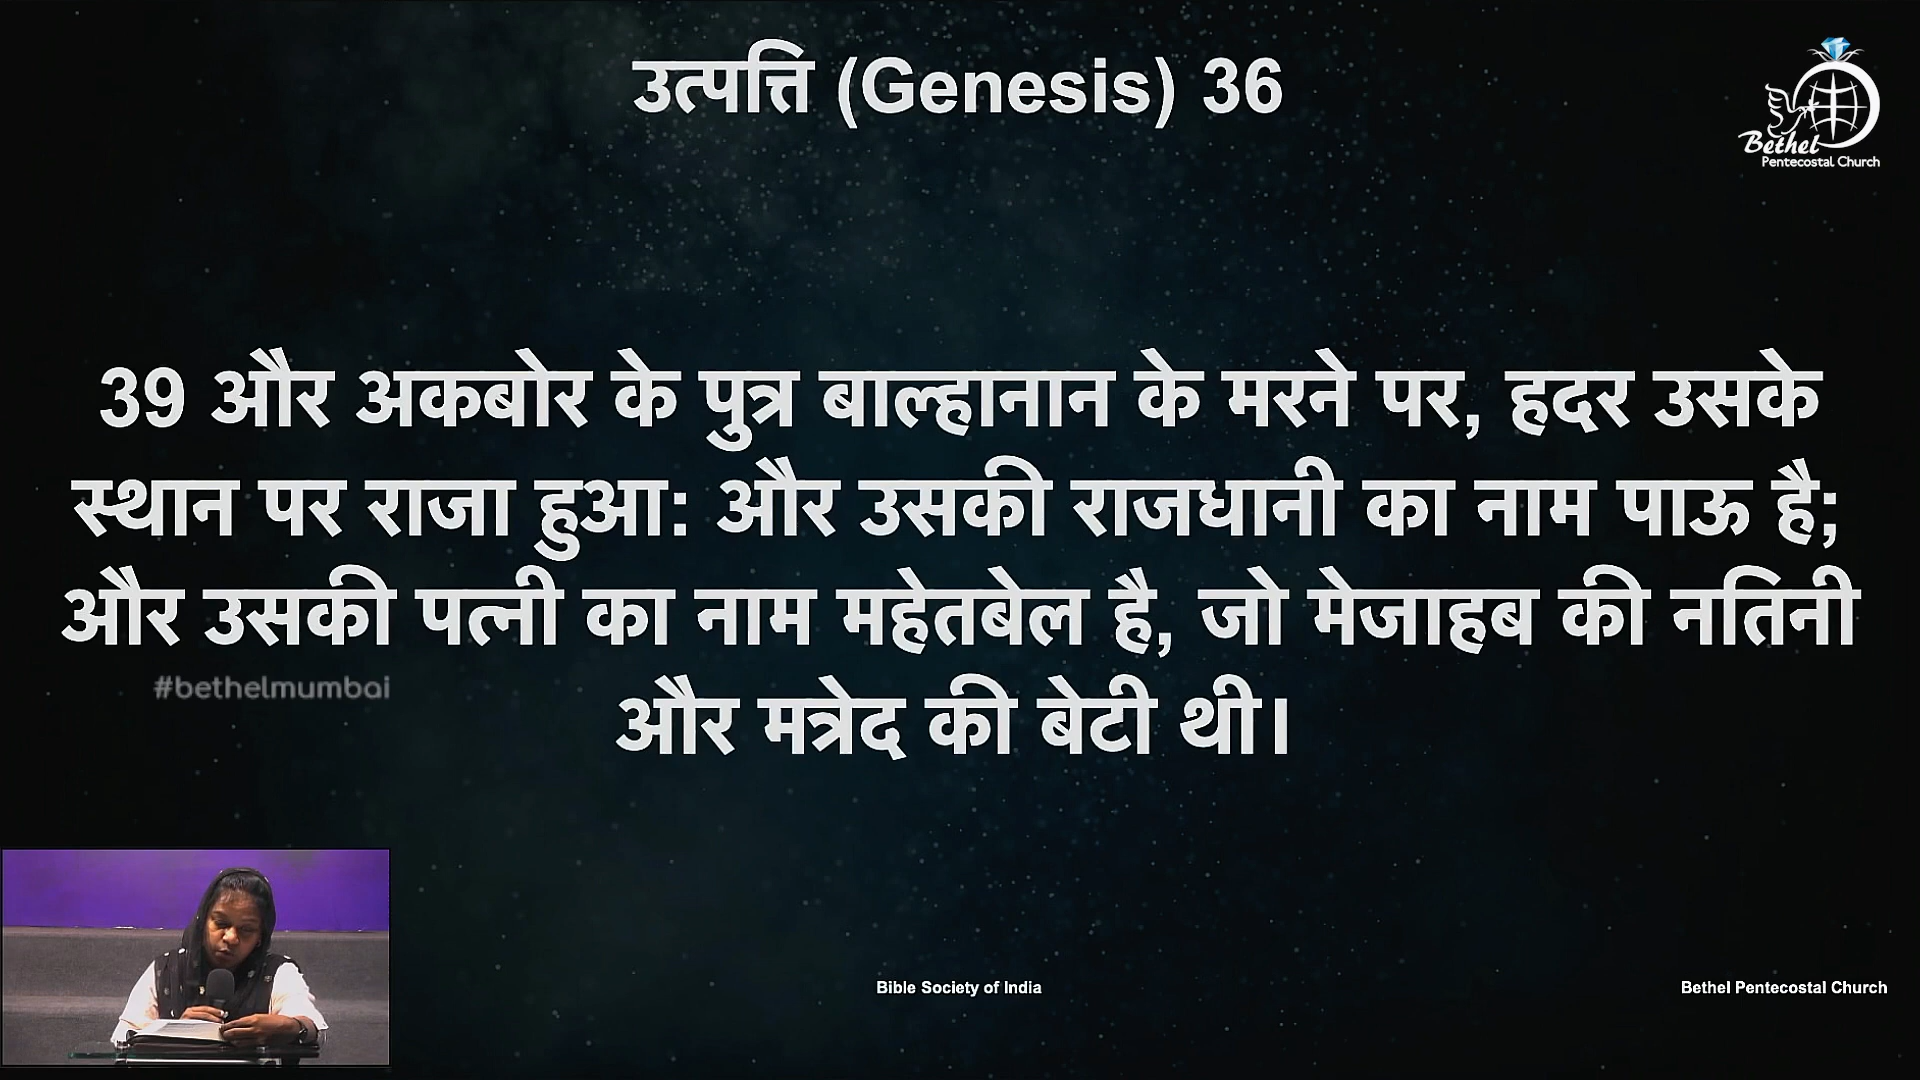 उत्पत्ति (Genesis) 36
Bethel
Pentecostal Church
39 और अकबोर के पुत्र बाल्हानान के मरने पर, हदर उसके
स्थान पर राजा हुआ: और उसकी राजधानी का नाम पाऊ है;
और उसकी पत्नी का नाम महेतबेल है, जो मेजाहब की नतिनी
और मत्रेद की बेटी थी।
#bethelmumbai
Bible Society of India
Bethel Pentecostal Church